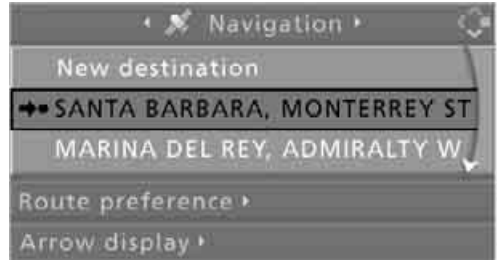 Navigation
New destination
SANTA BARBARA, MONTERREY ST
MARINA DEL REY, ADMIRALTY W
Route preference
Arrow display